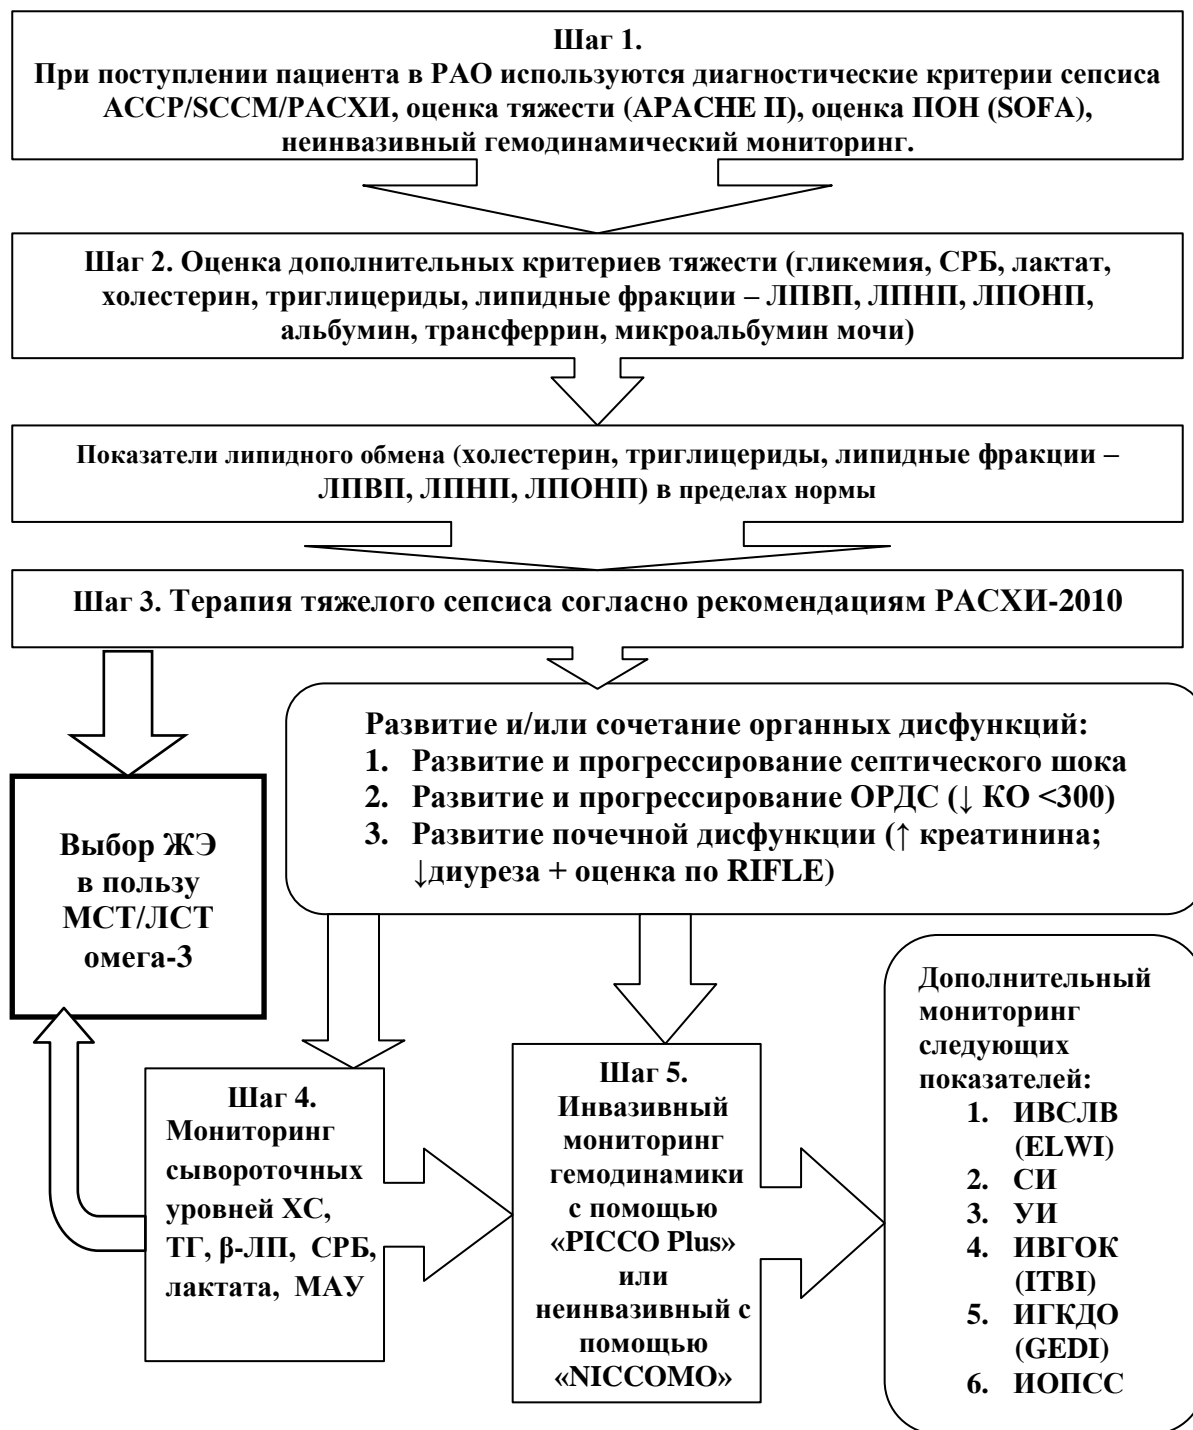 Шаг 1.
При поступлении пациента в РАО используются диагностические критерии сепсиса
АССР/SCCM/РАСХИ, оценка тяжести (APACHE II), оценка ПОН (SOFA),
неинвазивный гемодинамический мониторинг.
Шаг 2. Оценка дополнительных критериев тяжести (гликемия, СРБ, лактат,
холестерин, триглицериды, липидные фракции – ЛПВП, ЛПНП, ЛПОНП,
альбумин, трансферрин, микроальбумин мочи)
Показатели липидного обмена (холестерин, триглицериды, липидные фракции –
ЛПВП, ЛПНП, ЛПОНП) в пределах нормы
Шаг 3. Терапия тяжелого сепсиса согласно рекомендациям РАСХИ-2010
Развитие и/или сочетание органных дисфункций:
1. Развитие и прогрессирование септического шока
2. Развитие и прогрессирование ОРДС (↓ КО <300)
3. Развитие почечной дисфункции (↑ креатинина;
↓диуреза + оценка по RIFLE)
Выбор ЖЭ
в пользу
МСТ/ЛСТ
омега-3
Шаг 4.
Мониторинг
сывороточных
уровней ХС,
ТГ, β-ЛП, СРБ,
лактата, МАУ
Шаг 5.
Инвазивный
мониторинг
гемодинамики
с помощью
«PICCO Plus»
или
неинвазивный с
помощью
«NICCOMO»
Дополнительный
мониторинг
следующих
показателей:
1. ИВСЛВ
(ELWI)
2. СИ
3. УИ
4. ИВГОК
(ITBI)
5. ИГКДО
(GEDI)
6. ИОПСС